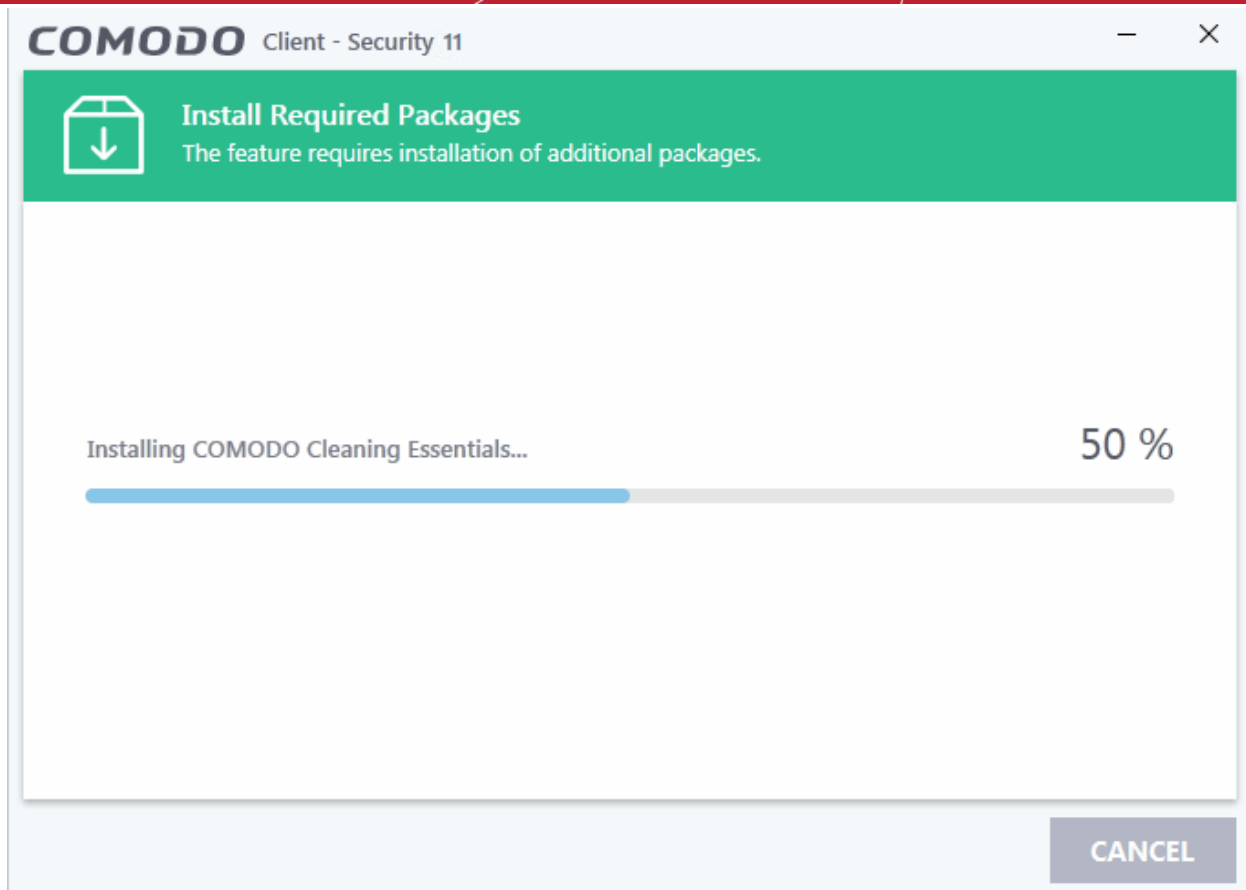 COMODO Client - Security 11
Install Required Packages
The feature requires installation of additional packages.
Installing COMODO Cleaning Essentials...
50 %
CANCEL